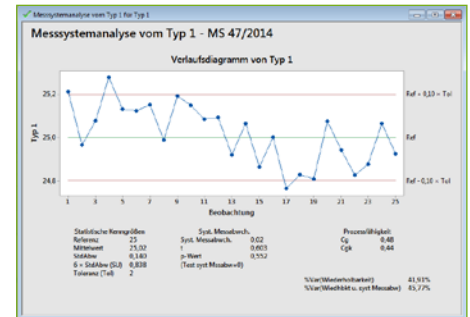 Messsystemanalyse vom Typ 1 für Typ 1
Messsystemanalyse vom Typ 1 - MS 47/2014
Verlaufsdiagramm von Typ 1
Typ 1
25,2
25,0
24,8
Ref + 0,10 × Tol
Ref
Ref - 0,10 × Tol
1 3 5 7 9 11 13 15 17 19 21 23 25
Beobachtung
Statistische Kenngrößen
Referenz 25
Mittelwert 25,02
StdAbw 0,140
6 × StdAbw (SU) 0,838
Toleranz (Tol) 2
Syst. Messabwch.
Syst. Messabwch. 0,02
t 0,603
p-Wert 0,552
(Test syst Messabw=0)
Prozessfähigkeit
Cg 0,48
Cgk 0,44
%Var(Wiederholbarkeit) 41,91%
%Var(Wiedhbkt u. syst Messabw) 45,77%